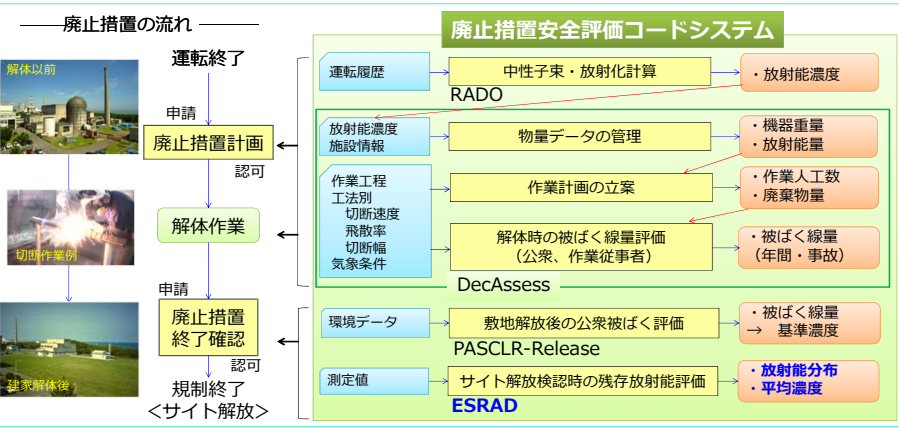 廃止措置の流れ
解体以前
切断作業例
建家解体後
運転終了
申請
廃止措置計画
認可
解体作業
申請
廃止措置
終了確認
認可
規制終了
＜サイト解放＞
廃止措置安全評価コードシステム
運転履歴
中性子束・放射化計算
RADO
・放射能濃度
放射能濃度
施設情報
物量データの管理
・機器重量
・放射能量
作業工程
工法別
切断速度
飛散率
切断幅
気象条件
作業計画の立案
・作業人工数
・廃棄物量
解体時の被ばく線量評価
（公衆、作業従事者）
・被ばく線量
（年間・事故）
DecAssess
環境データ
敷地解放後の公衆被ばく評価
PASCLR-Release
・被ばく線量
→ 基準濃度
測定値
サイト解放検認時の残存放射能評価
ESRAD
・放射能分布
・平均濃度